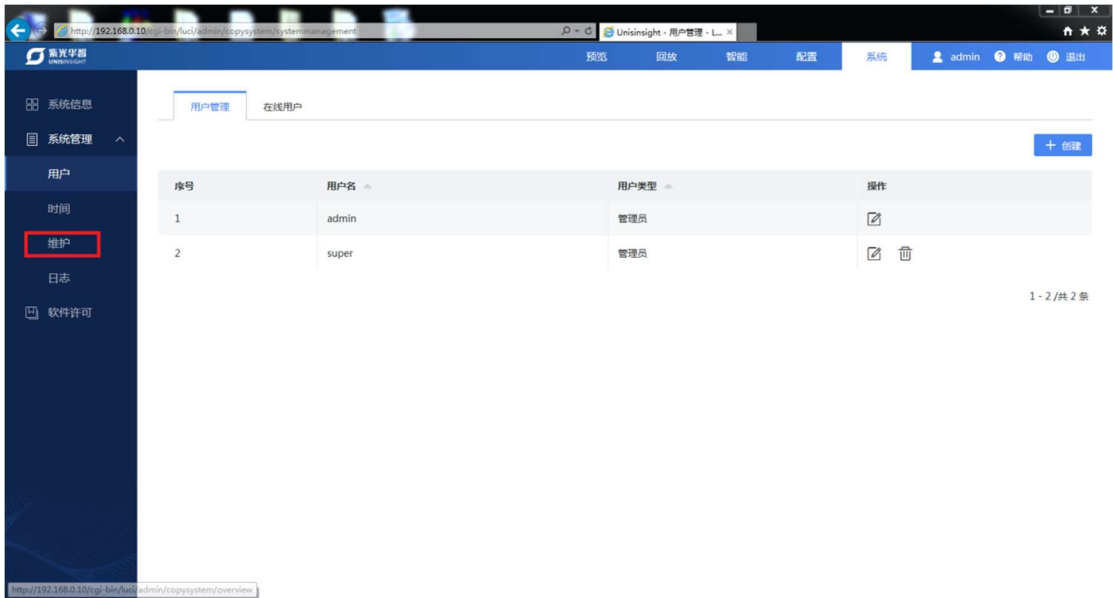 http://192.168.0.10/cgi-bin/luci/admin/copysystem/systemmanagement
Unisinsight - 用户管理 - L...
紫光华智
UNISINSIGHT
预览 回放 智能 配置 系统 admin 帮助 退出
系统信息
系统管理
用户
时间
维护
日志
软件许可
用户管理 在线用户
创建
序号 用户名 用户类型 操作
1 admin 管理员
2 super 管理员
1 - 2 /共 2 条
http://192.168.0.10/cgi-bin/luci/admin/copysystem/overview